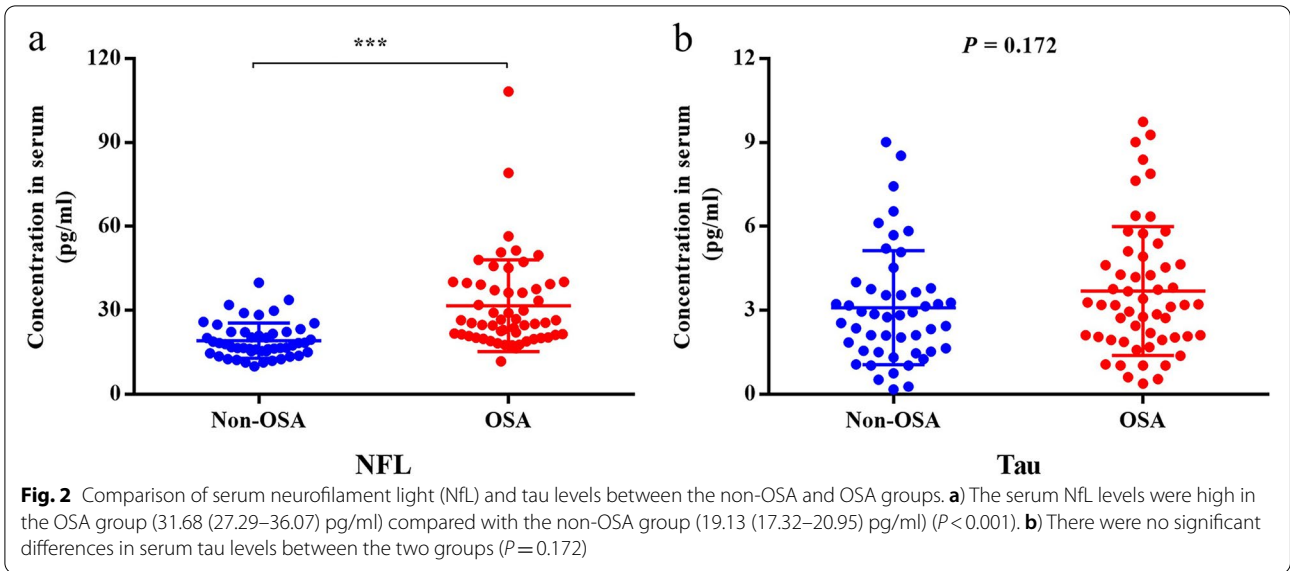 a
***
120
90
60
30
0
Concentration in serum
(pg/ml)
Non-OSA
OSA
NFL
b
P = 0.172
12
9
6
3
0
Concentration in serum
(pg/ml)
Non-OSA
OSA
Tau
Fig. 2 Comparison of serum neurofilament light (NfL) and tau levels between the non-OSA and OSA groups. a) The serum NfL levels were high in
the OSA group (31.68 (27.29–36.07) pg/ml) compared with the non-OSA group (19.13 (17.32–20.95) pg/ml) (P < 0.001). b) There were no significant
differences in serum tau levels between the two groups (P = 0.172)